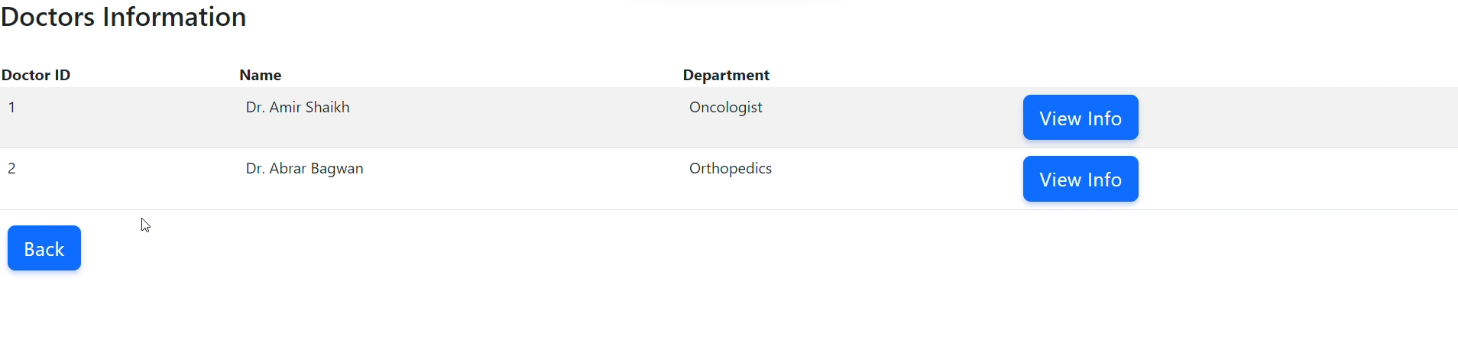 Doctors Information
Doctor ID Name Department
1 Dr. Amir Shaikh Oncologist View Info
2 Dr. Abrar Bagwan Orthopedics View Info
Back